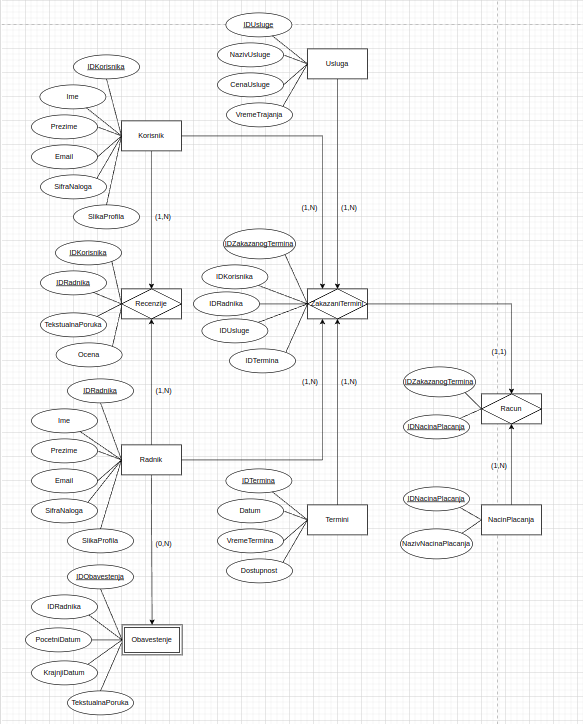 IDUsluge
NazivUsluge
CenaUsluge
VremeTrajanja
Usluga
IDKorisnika
Ime
Prezime
Email
SifraNaloga
SlikaProfila
Korisnik
(1,N)
(1,N)
(1,N)
IDKorisnika
IDRadnika
TekstualnaPoruka
Ocena
Recenzije
IDZakazanogTermina
IDKorisnika
IDRadnika
IDUsluge
IDTermina
ZakazaniTermini
(1,1)
IDZakazanogTermina
IDNacinaPlacanja
Racun
(1,N)
(1,N)
(1,N)
(1,N)
IDRadnika
Ime
Prezime
Email
SifraNaloga
SlikaProfila
Radnik
IDTermina
Datum
VremeTermina
Dostupnost
Termini
IDNacinaPlacanja
NazivNacinaPlacanja
NacinPlacanja
(0,N)
IDObavestenja
IDRadnika
PocetniDatum
KrajnjiDatum
TekstualnaPoruka
Obavestenje